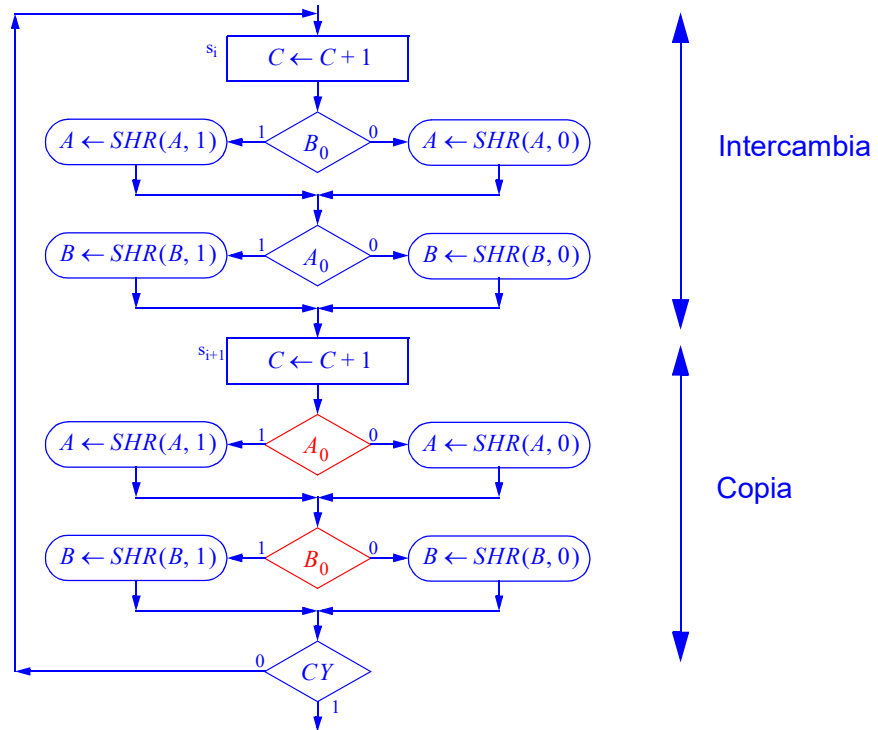 s_i
C ← C + 1
A ← SHR(A, 1) 1 B_0 0 A ← SHR(A, 0)
Intercambia
B ← SHR(B, 1) 1 A_0 0 B ← SHR(B, 0)
s_{i+1}
C ← C + 1
A ← SHR(A, 1) 1 A_0 0 A ← SHR(A, 0)
Copia
B ← SHR(B, 1) 1 B_0 0 B ← SHR(B, 0)
0 CY
1